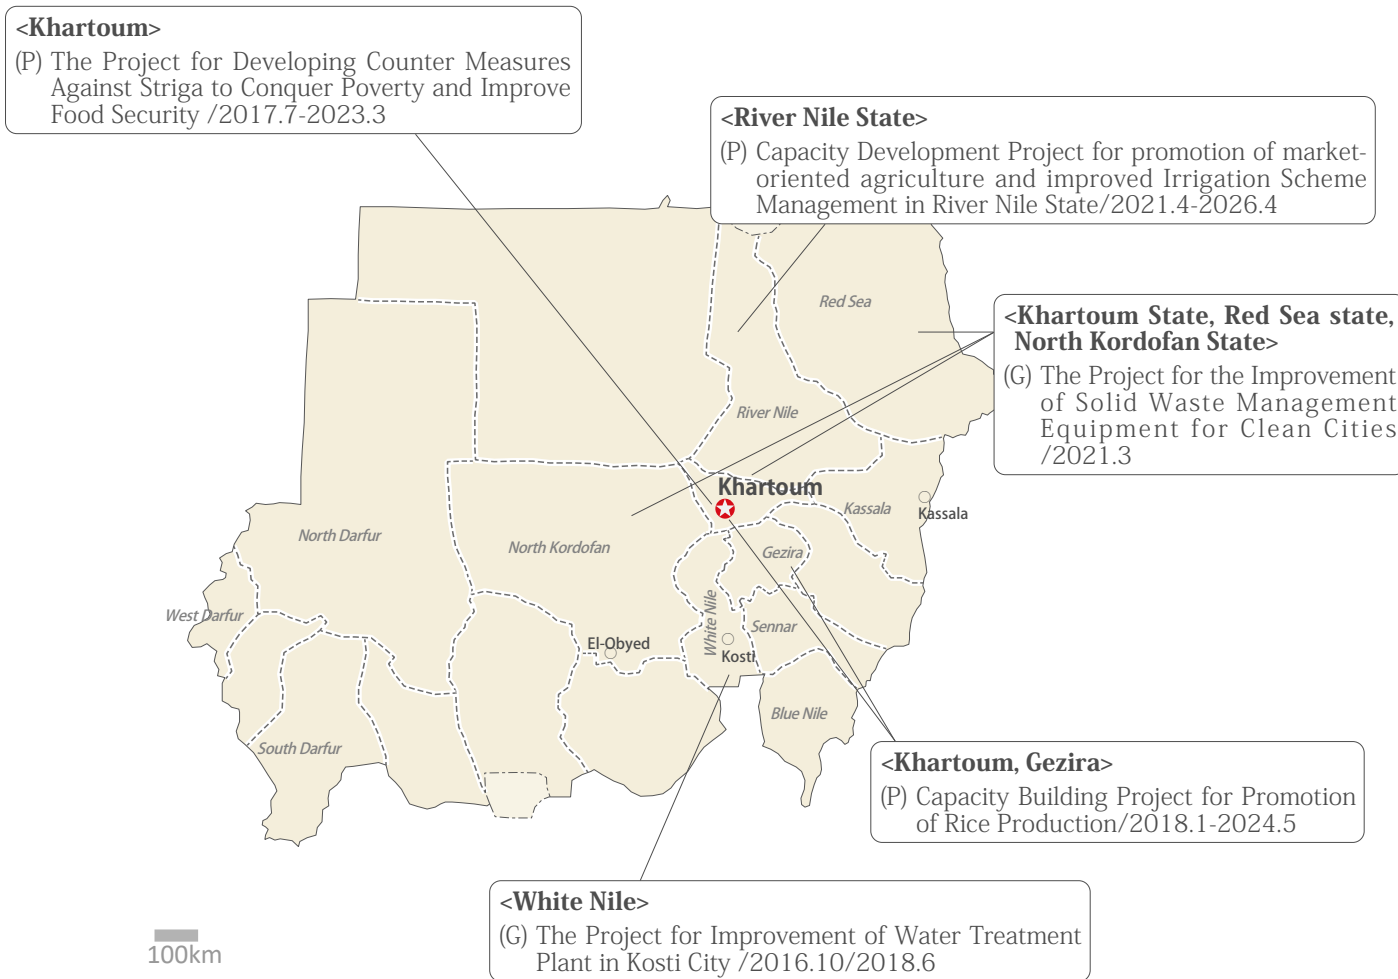 <Khartoum>
(P) The Project for Developing Counter Measures
Against Striga to Conquer Poverty and Improve
Food Security /2017.7-2023.3
<River Nile State>
(P) Capacity Development Project for promotion of market-
oriented agriculture and improved Irrigation Scheme
Management in River Nile State/2021.4-2026.4
Red Sea
<Khartoum State, Red Sea state,
North Kordofan State>
(G) The Project for the Improvement
of Solid Waste Management
Equipment for Clean Cities
/2021.3
River Nile
Khartoum
Kassala
Kassala
North Darfur
North Kordofan
Gezira
West Darfur
White Nile
Sennar
El-Obyed
Kosti
Blue Nile
South Darfur
<Khartoum, Gezira>
(P) Capacity Building Project for Promotion
of Rice Production/2018.1-2024.5
<White Nile>
(G) The Project for Improvement of Water Treatment
Plant in Kosti City /2016.10/2018.6
100km